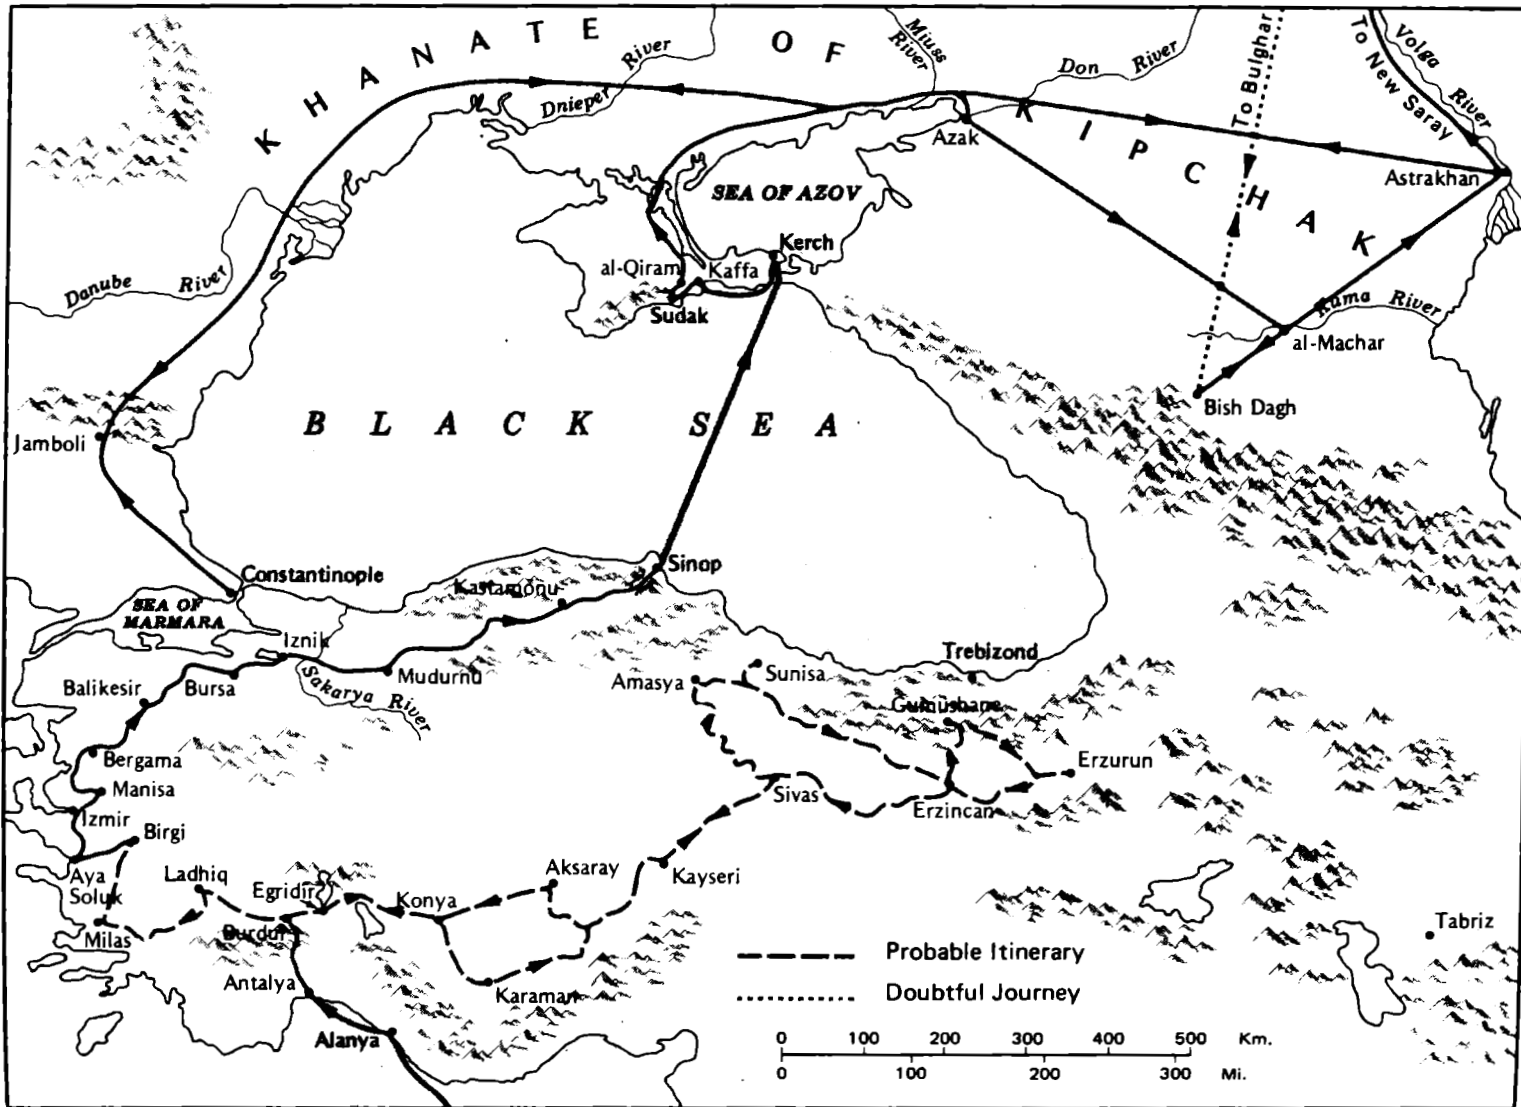 KHANATE OF KIPCHAK
Dnieper River
Miuss River
Don River
To Bulghar
To New Saray
Volga River
Azak
Astrakhan
SEA OF AZOV
Kerch
al-Qiram
Kaffa
Sudak
Danube River
Kuma River
al-Machar
Bish Dagh
Jamboli
BLACK SEA
Constantinople
SEA OF MARMARA
Sinop
Kastamonu
Iznik
Mudurnu
Sakarya River
Balikesir
Bursa
Amasya
Sunisa
Trebizond
Gumushane
Bergama
Erzurun
Manisa
Sivas
Erzincan
Izmir
Birgi
Aya Soluk
Ladhiq
Egridir
Konya
Aksaray
Kayseri
Milas
Burdur
Tabriz
Antalya
Karaman
Alanya
Probable Itinerary
Doubtful Journey
0 100 200 300 400 500 Km.
0 100 200 300 Mi.